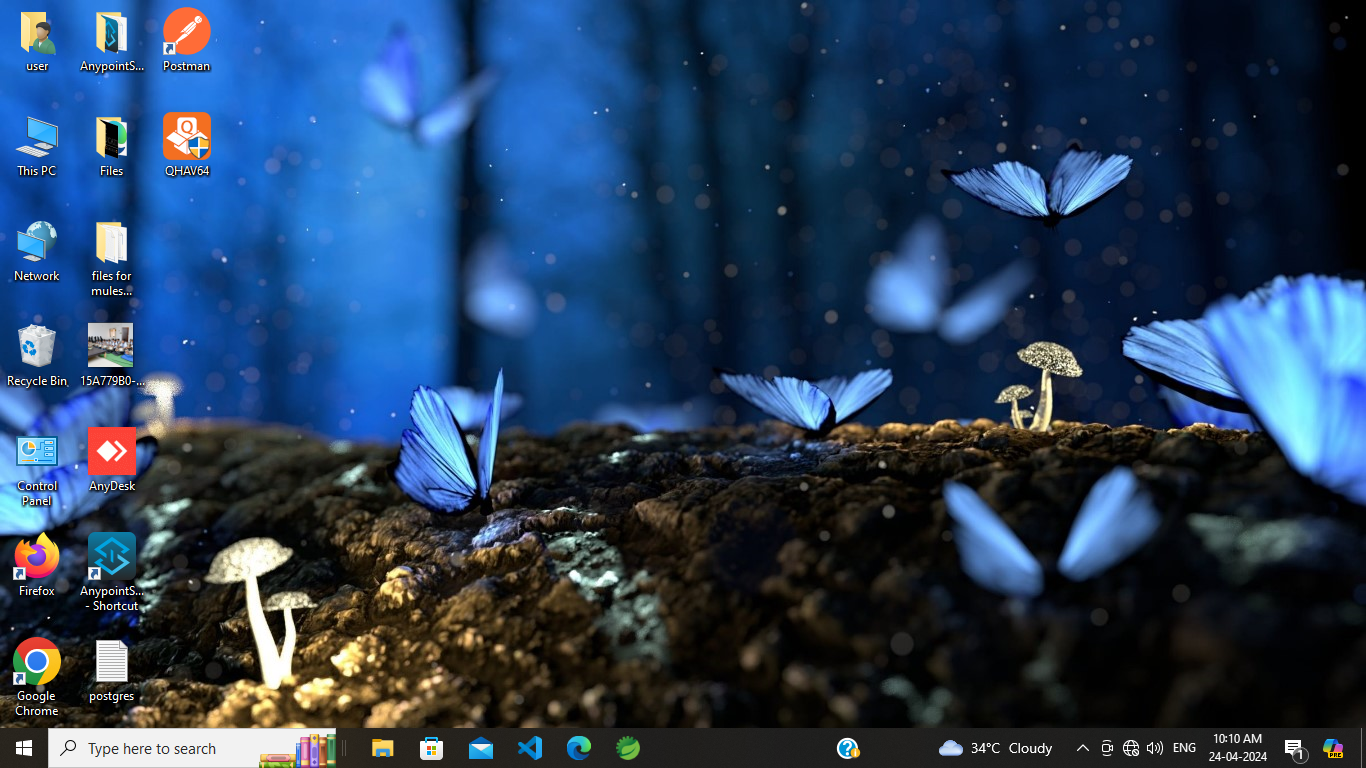 user
AnypointS...
Postman
This PC
Files
QHAV64
Network
files for
mules...
Recycle Bin
15A779B0-...
Control
Panel
AnyDesk
Firefox
AnypointS...
- Shortcut
Google
Chrome
postgres
Type here to search
34°C Cloudy
ENG
10:10 AM
24-04-2024
1
PRE